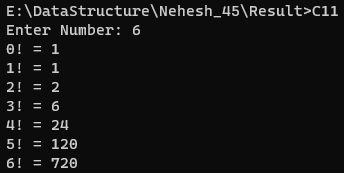 E:\DataStructure\Nehesh_45\Result>C11
Enter Number: 6
0! = 1
1! = 1
2! = 2
3! = 6
4! = 24
5! = 120
6! = 720